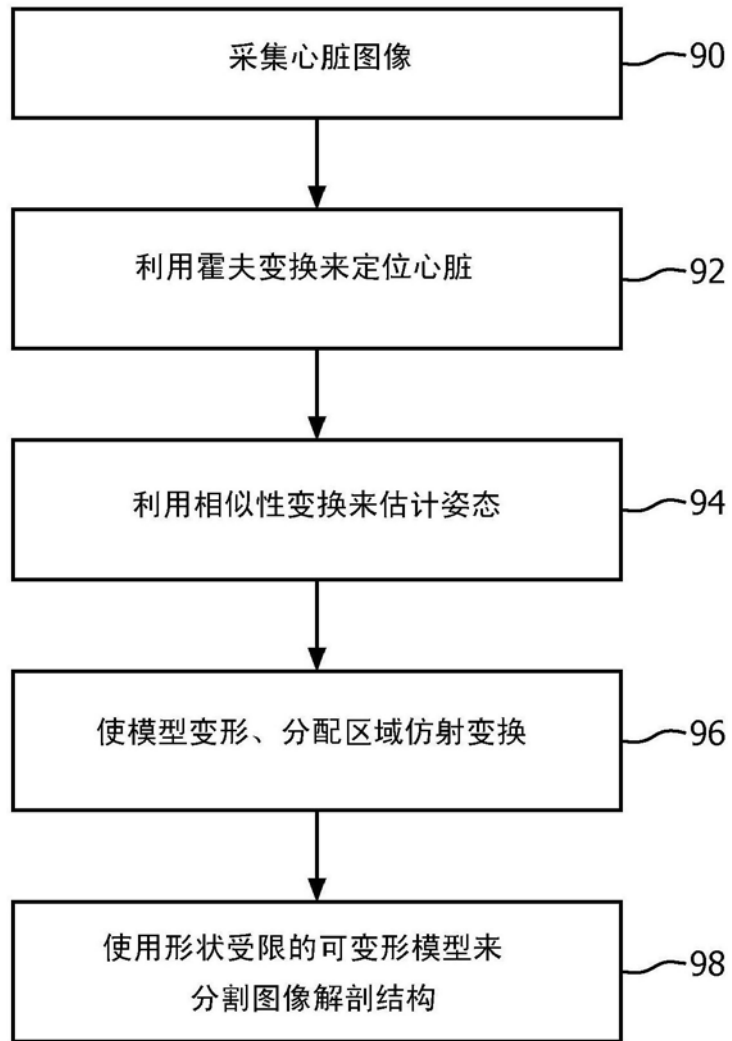 采集心脏图像
90
利用霍夫变换来定位心脏
92
利用相似性变换来估计姿态
94
使模型变形、分配区域仿射变换
96
使用形状受限的可变形模型来
分割图像解剖结构
98